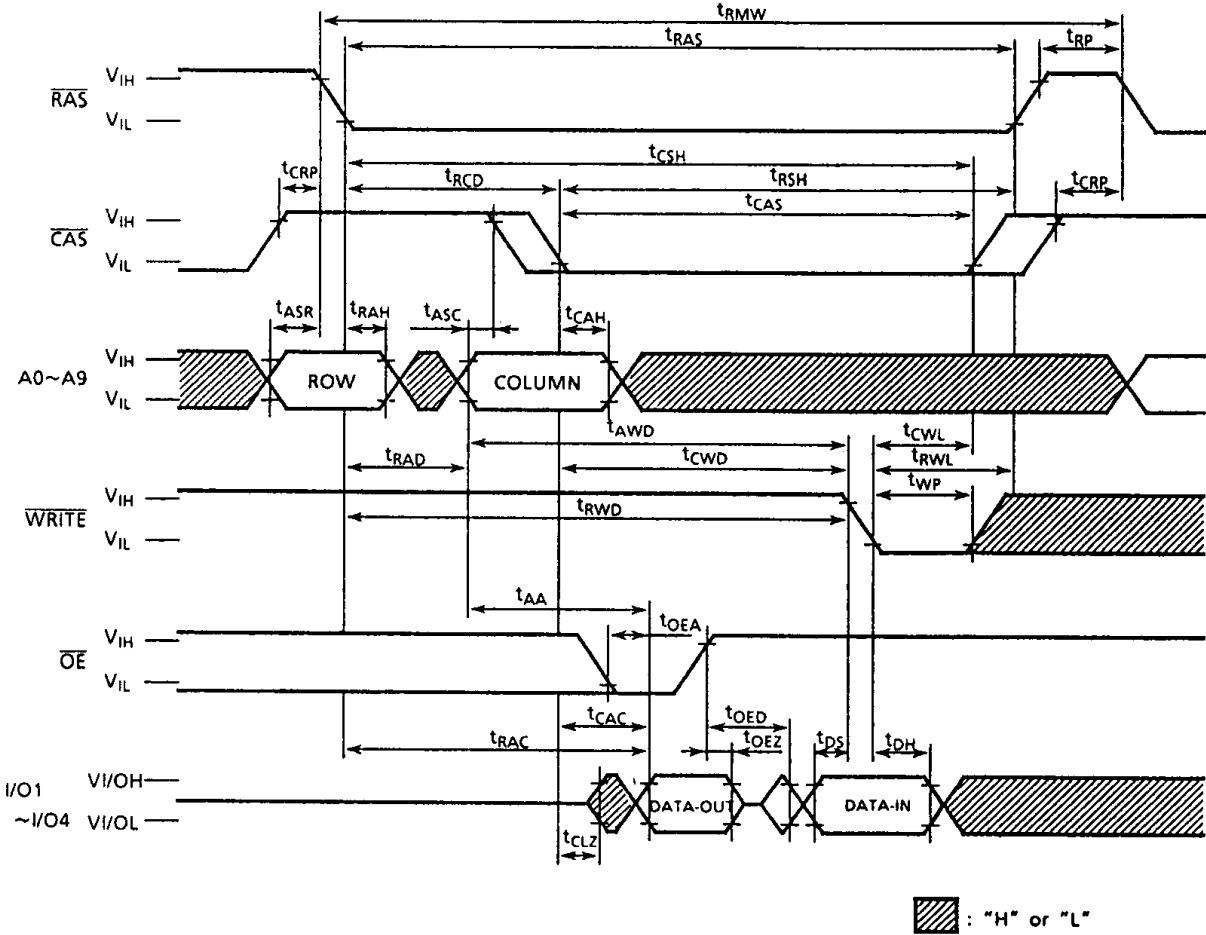 tRMW
tRAS
tRP
RAS
VIH
VIL
tCSH
tCRP
tRCD
tRSH
tCRP
tCAS
CAS
VIH
VIL
tASR
tRAH
tASC
tCAH
A0~A9
VIH
VIL
ROW
COLUMN
tAWD
tCWL
tRAD
tCWD
tRWL
tWP
WRITE
VIH
VIL
tRWD
tAA
tOEA
OE
VIH
VIL
tCAC
tOED
tRAC
tOEZ
tDS
tDH
I/O1
~I/O4
VI/OH
VI/OL
DATA-OUT
DATA-IN
tCLZ
: "H" or "L"